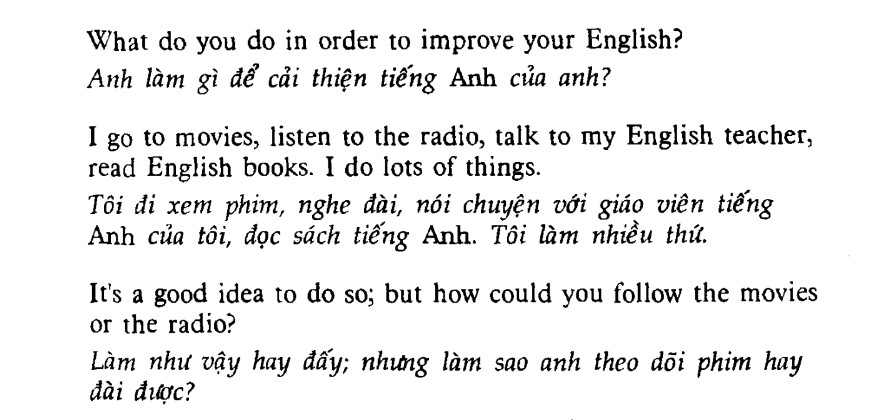 What do you do in order to improve your English?
Anh làm gì để cải thiện tiếng Anh của anh?
I go to movies, listen to the radio, talk to my English teacher,
read English books. I do lots of things.
Tôi đi xem phim, nghe đài, nói chuyện với giáo viên tiếng
Anh của tôi, đọc sách tiếng Anh. Tôi làm nhiều thứ.
It's a good idea to do so; but how could you follow the movies
or the radio?
Làm như vậy hay đấy; nhưng làm sao anh theo dõi phim hay
đài được?